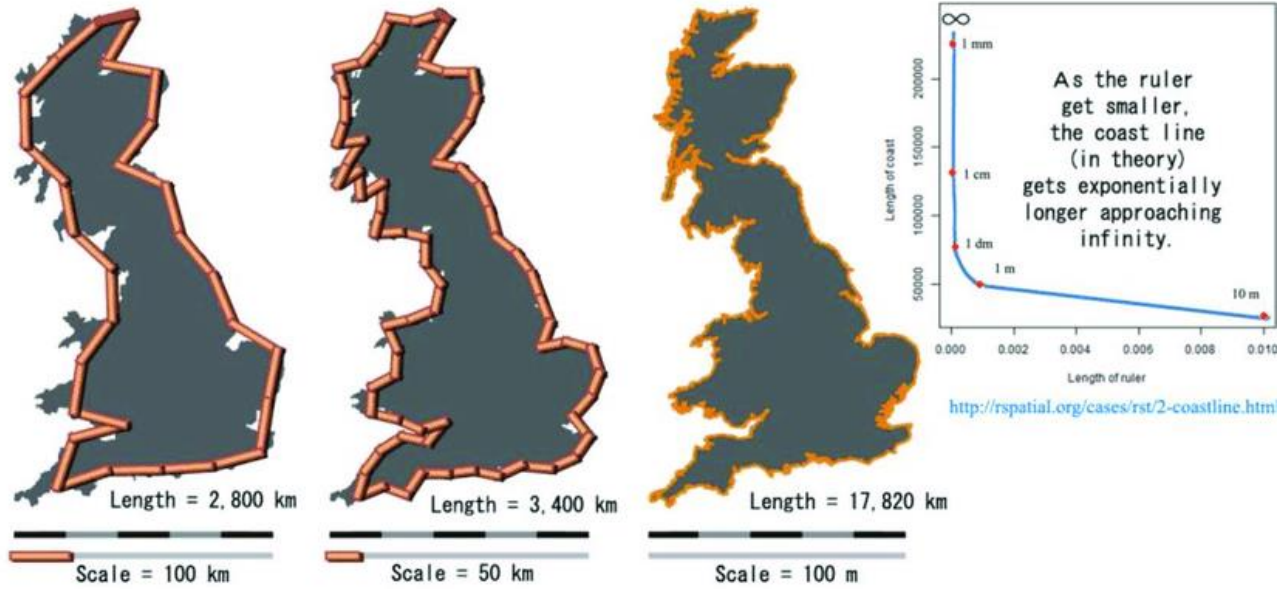 Length = 2,800 km
Scale = 100 km
Length = 3,400 km
Scale = 50 km
Length = 17,820 km
Scale = 100 m
∞
1 mm
1 cm
1 dm
1 m
10 m
As the ruler
get smaller,
the coast line
(in theory)
gets exponentially
longer approaching
infinity.
Length of coast
200000
150000
100000
50000
0.000 0.002 0.004 0.006 0.008 0.010
Length of ruler
http://rspatial.org/cases/rst/2-coastline.html